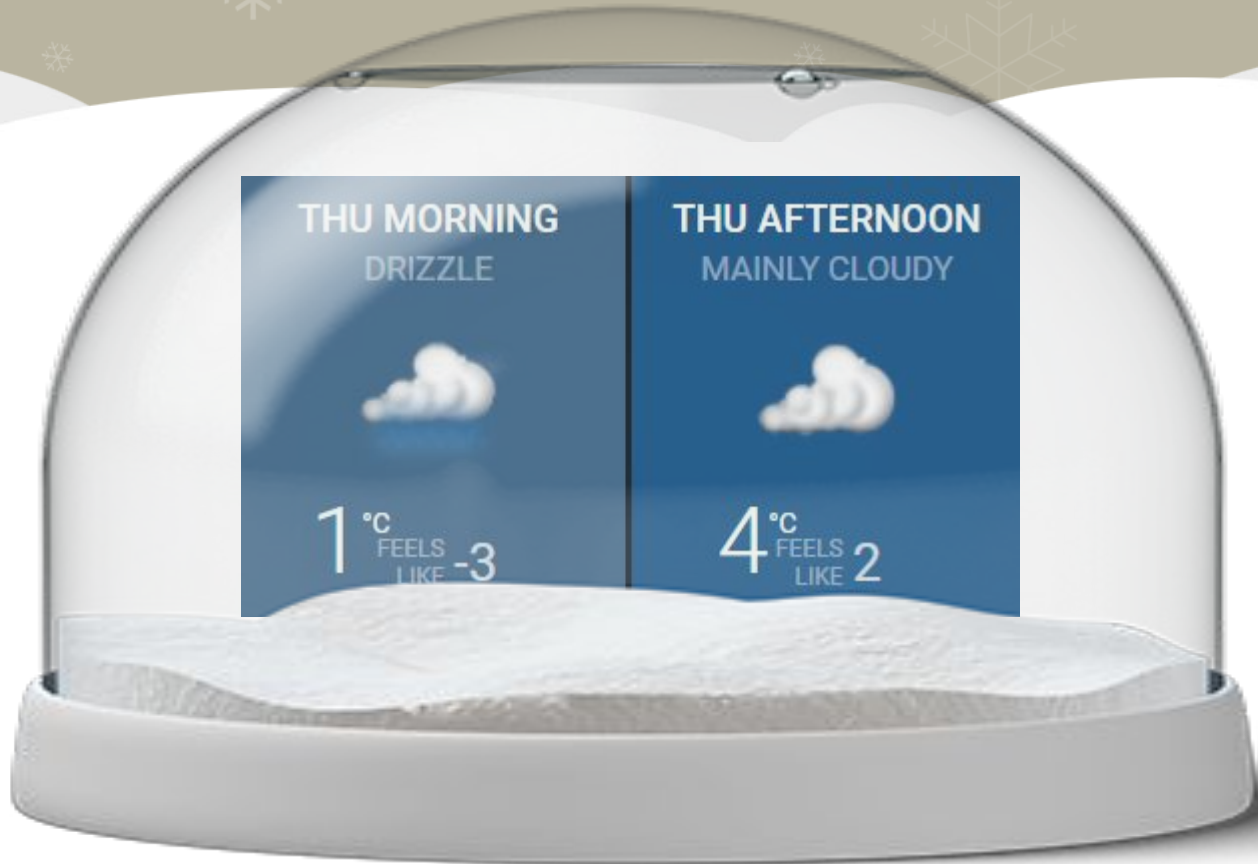 THU MORNING
DRIZZLE
1 °C
FEELS
LIKE -3
THU AFTERNOON
MAINLY CLOUDY
4 °C
FEELS
LIKE 2